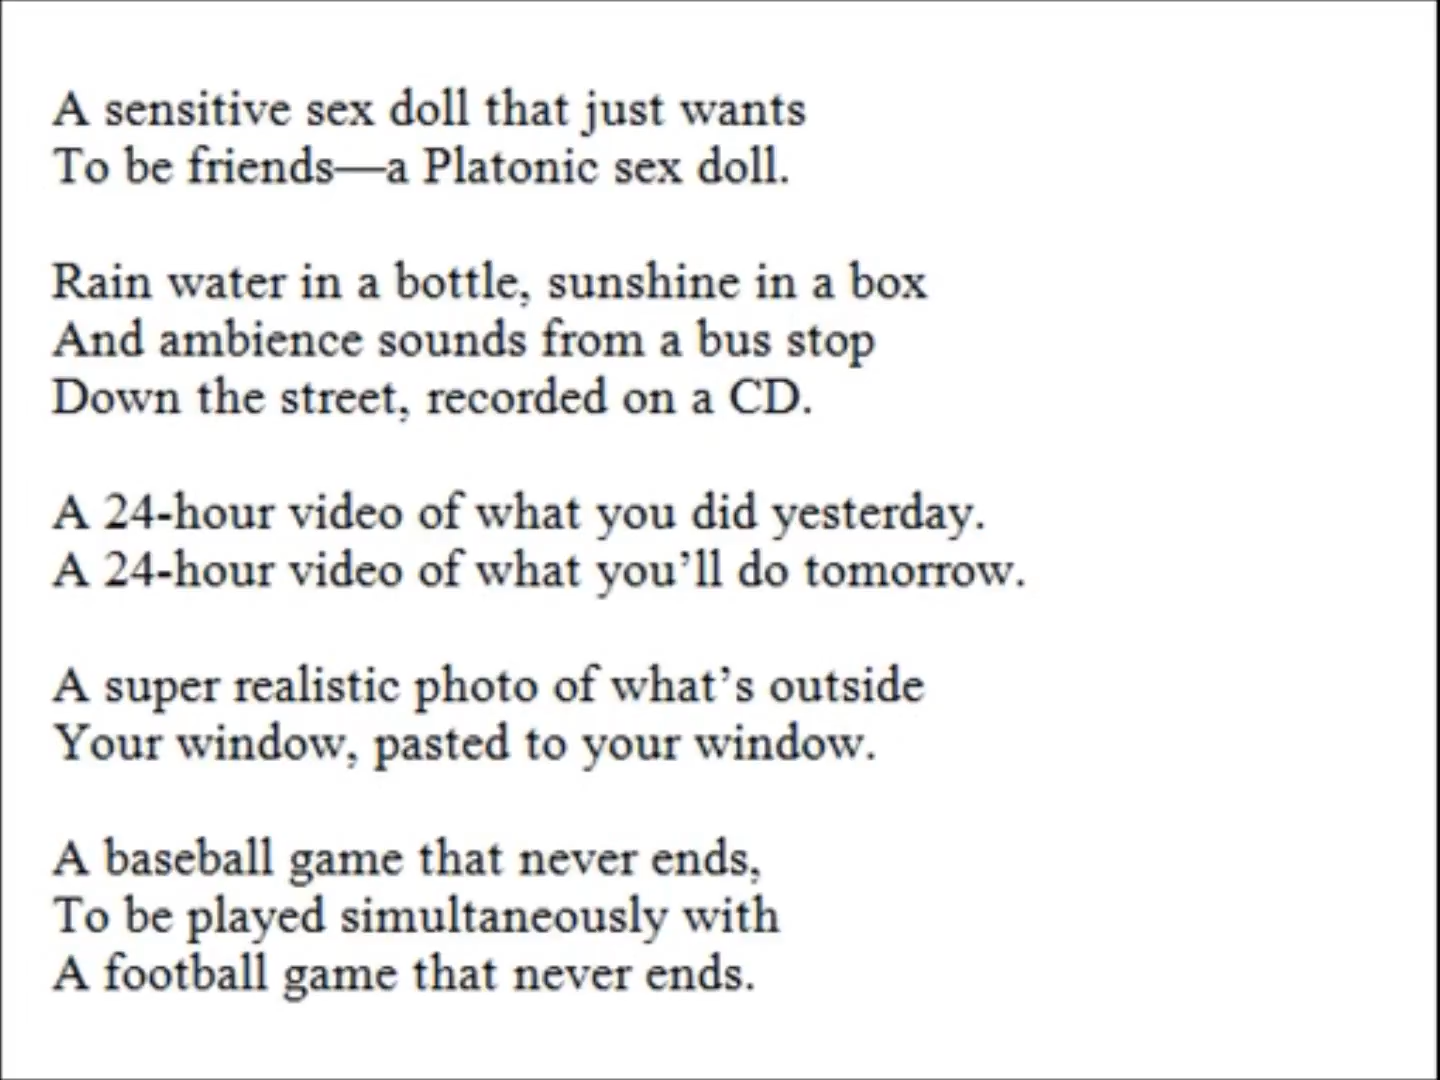 A sensitive sex doll that just wants
To be friends—a Platonic sex doll.
Rain water in a bottle, sunshine in a box
And ambience sounds from a bus stop
Down the street, recorded on a CD.
A 24-hour video of what you did yesterday.
A 24-hour video of what you’ll do tomorrow.
A super realistic photo of what’s outside
Your window, pasted to your window.
A baseball game that never ends,
To be played simultaneously with
A football game that never ends.